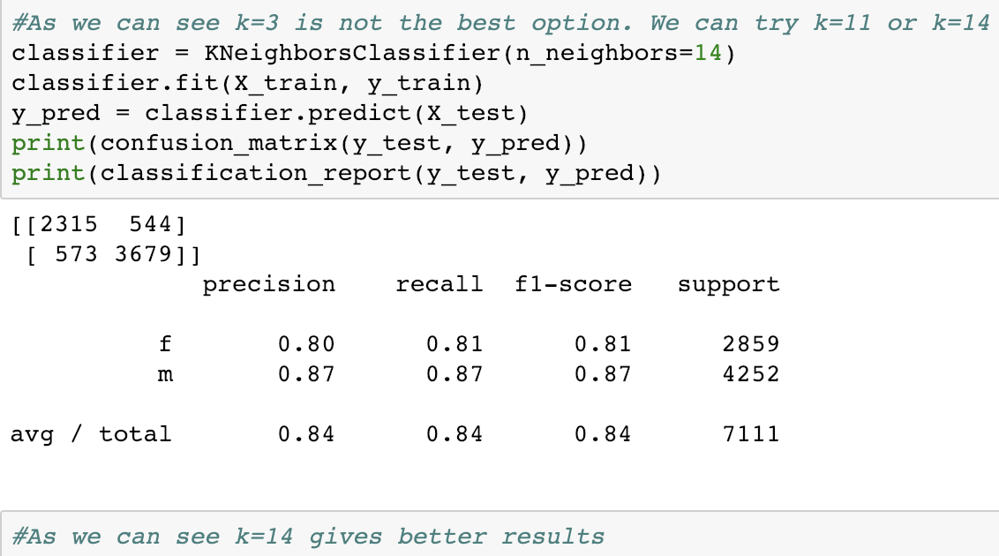 #As we can see k=3 is not the best option. We can try k=11 or k=14
classifier = KNeighborsClassifier(n_neighbors=14)
classifier.fit(X_train, y_train)
y_pred = classifier.predict(X_test)
print(confusion_matrix(y_test, y_pred))
print(classification_report(y_test, y_pred))
[[2315  544]
 [ 573 3679]]
             precision    recall  f1-score   support

          f       0.80      0.81      0.81      2859
          m       0.87      0.87      0.87      4252

avg / total       0.84      0.84      0.84      7111

#As we can see k=14 gives better results